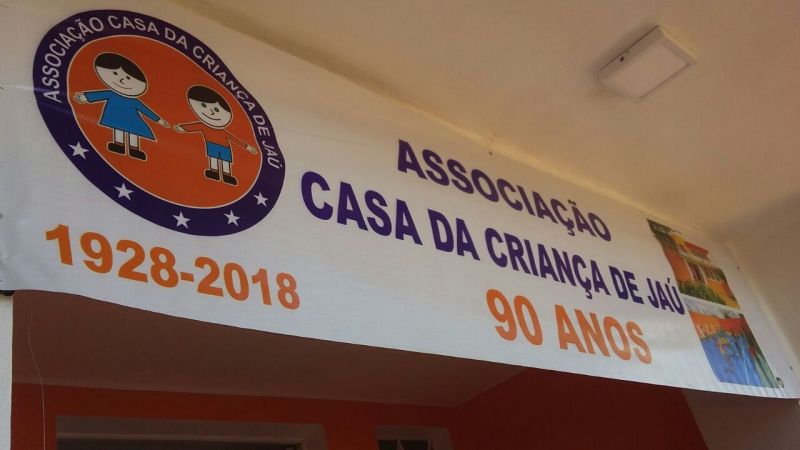 ASSOCIAÇÃO CASA DA CRIANÇA DE JAÚ
1928-2018
ASSOCIAÇÃO
CASA DA CRIANÇA DE JAÚ
90 ANOS